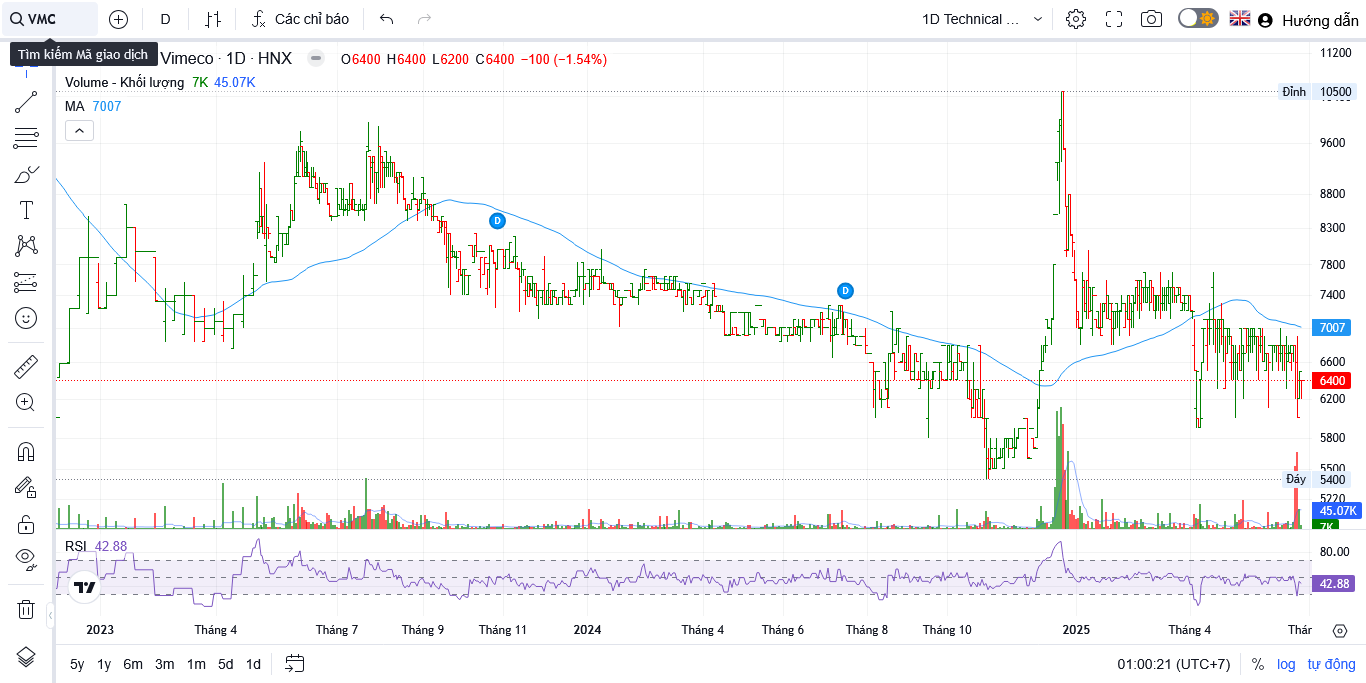 VMC D Các chỉ báo 1D Technical ... Hướng dẫn
Tìm kiếm Mã giao dịch
Vimeco · 1D · HNX O6400 H6400 L6200 C6400 −100 (−1.54%)
Volume - Khối lượng 7K 45.07K
MA 7007
11200
Đỉnh 10500
9600
8800
8300
7800
7400
7007
6600
6400
6200
5800
5500
Đáy 5400
5220
45.07K
7K
D
D
RSI 42.88
80.00
42.88
2023 Tháng 4 Tháng 7 Tháng 9 Tháng 11 2024 Tháng 4 Tháng 6 Tháng 8 Tháng 10 2025 Tháng 4 Thár
5y 1y 6m 3m 1m 5d 1d 01:00:21 (UTC+7) % log tự động